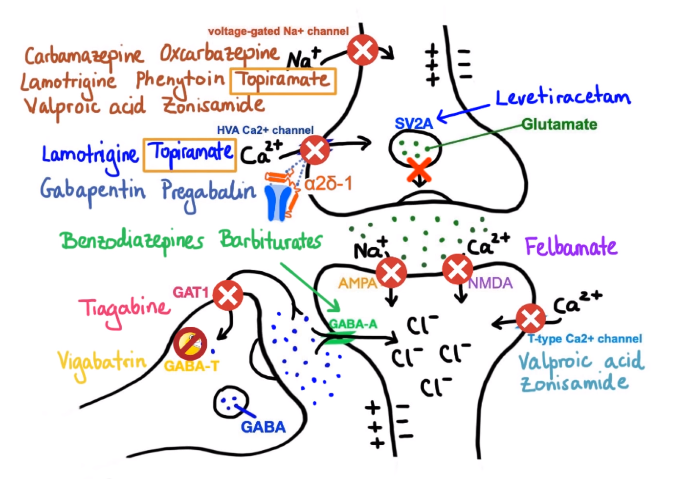 voltage-gated Na+ channel
Carbamazepine Oxcarbazepine
Na+
Lamotrigine Phenytoin Topiramate
Valproic acid Zonisamide
+ −
+ −
+ −
Levetiracetam
SV2A
Glutamate
HVA Ca2+ channel
Lamotrigine Topiramate Ca2+
Gabapentin Pregabalin
α2δ-1
Benzodiazepines Barbiturates
Na+
Ca2+
Felbamate
AMPA
NMDA
GAT1
Tiagabine
GABA-A
Ca2+
T-type Ca2+ channel
Valproic acid
Zonisamide
Cl−
Cl− Cl−
Cl−
Vigabatrin
GABA-T
GABA
+ −
+ −
+ −